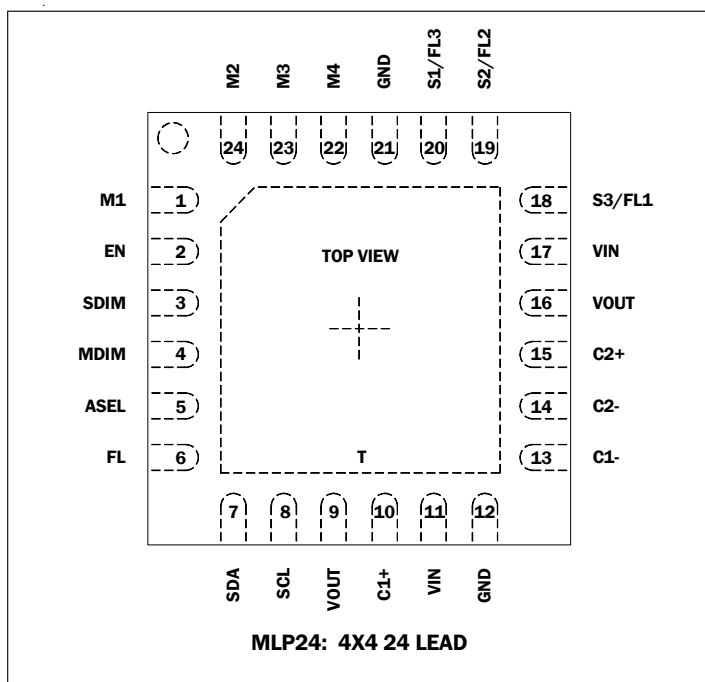 M2 M3 M4 GND S1/FL3 S2/FL2
24 23 22 21 20 19
M1 1 18 S3/FL1
EN 2 TOP VIEW 17 VIN
SDIM 3 16 VOUT
MDIM 4 15 C2+
ASEL 5 14 C2-
FL 6 T 13 C1-
7 8 9 10 11 12
SDA SCL VOUT C1+ VIN GND
MLP24: 4X4 24 LEAD